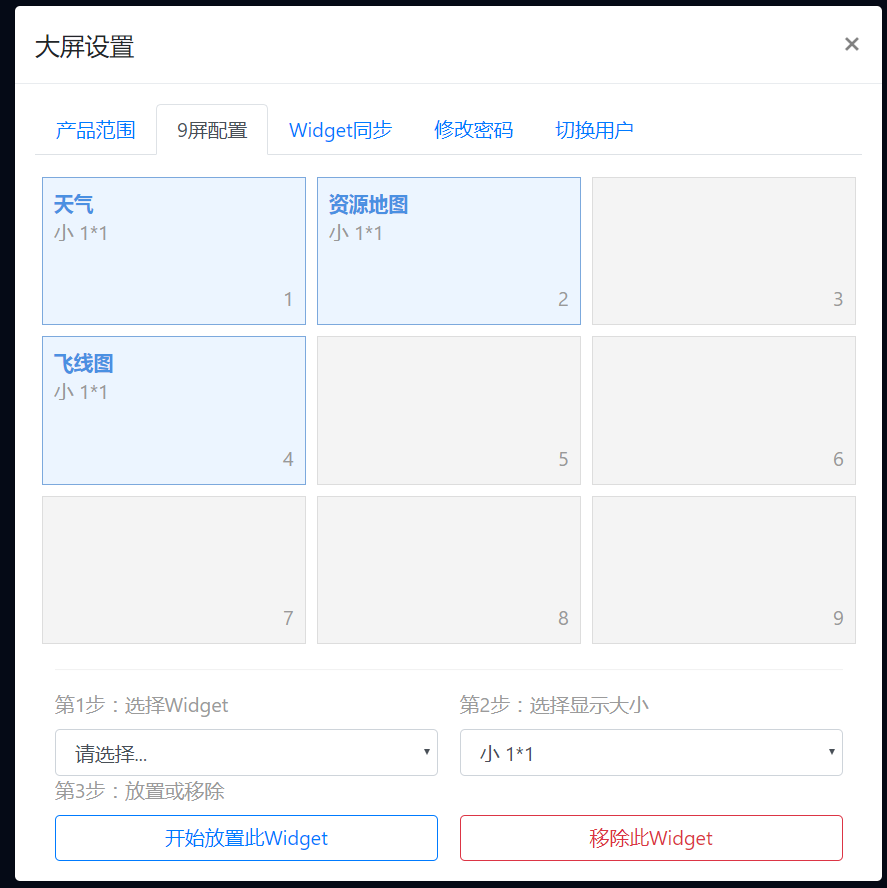 大屏设置
×
产品范围 9屏配置 Widget同步 修改密码 切换用户
天气
小 1*1
1
资源地图
小 1*1
2
3
飞线图
小 1*1
4
5
6
7
8
9
第1步：选择Widget
请选择...
第2步：选择显示大小
小 1*1
第3步：放置或移除
开始放置此Widget
移除此Widget